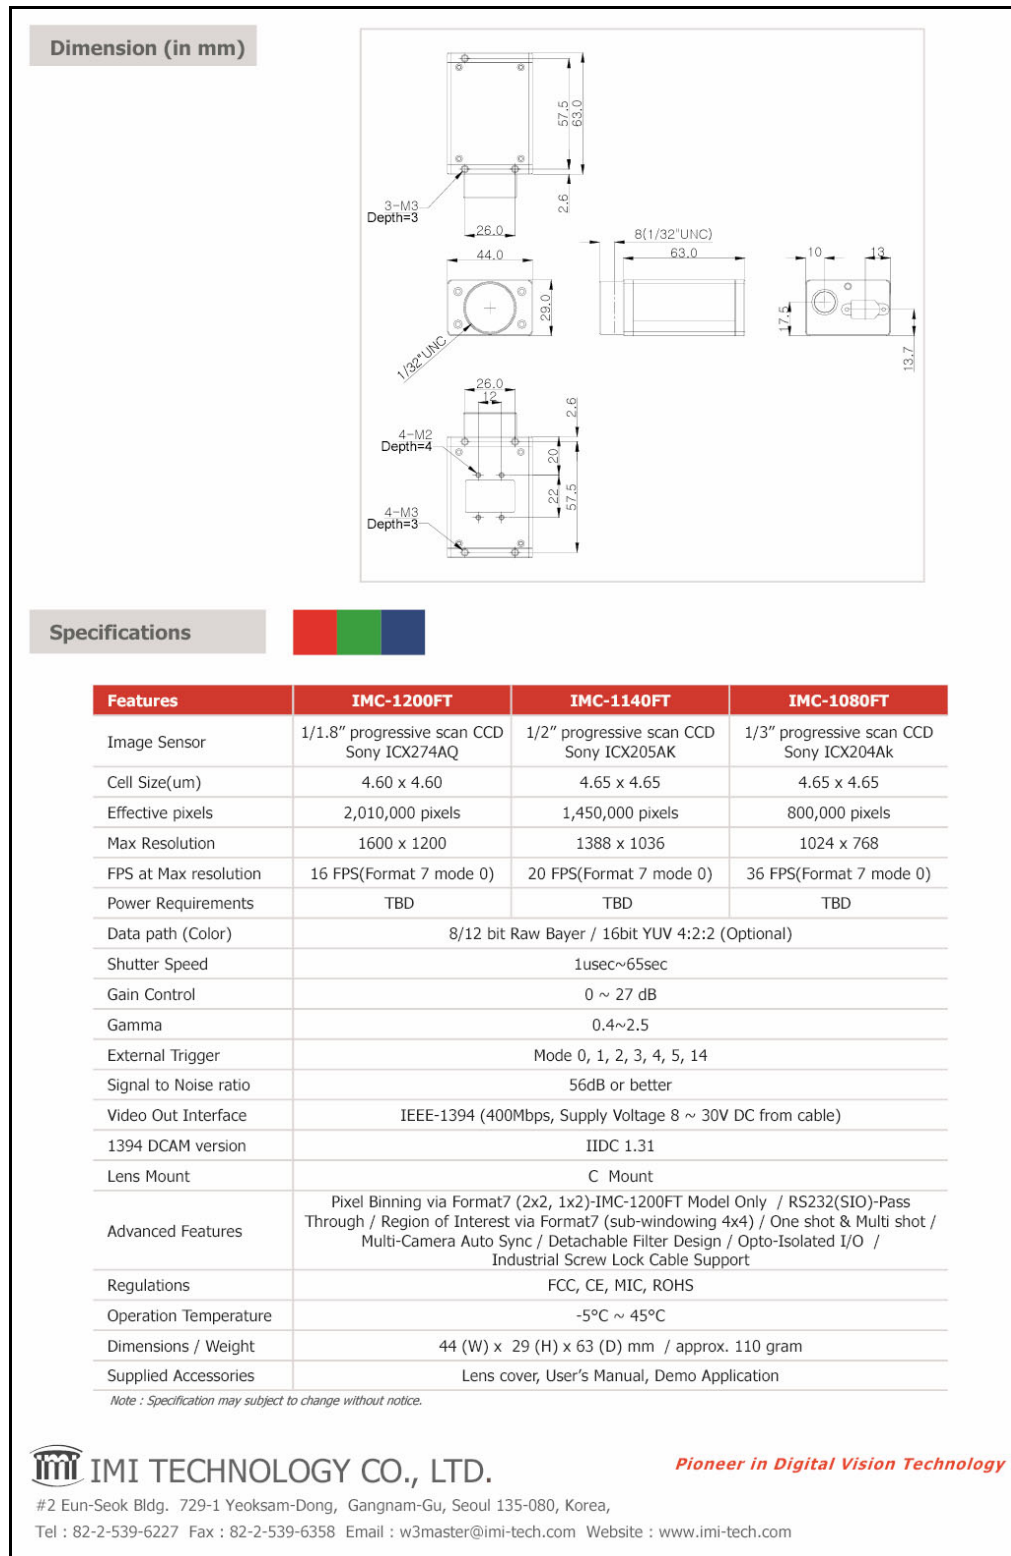 Dimension (in mm)
57.5
63.0
2.6
3-M3
Depth=3
26.0
44.0
29.0
1/32"UNC
8(1/32"UNC)
63.0
10
13
17.5
13.7
26.0
12
2.6
4-M2
Depth=4
20
22
57.5
4-M3
Depth=3
Specifications
Features IMC-1200FT IMC-1140FT IMC-1080FT
Image Sensor
1/1.8” progressive scan CCD 1/2” progressive scan CCD 1/3” progressive scan CCD
Sony ICX274AQ Sony ICX205AK Sony ICX204Ak
Cell Size(um) 4.60 x 4.60 4.65 x 4.65 4.65 x 4.65
Effective pixels 2,010,000 pixels 1,450,000 pixels 800,000 pixels
Max Resolution 1600 x 1200 1388 x 1036 1024 x 768
FPS at Max resolution 16 FPS(Format 7 mode 0) 20 FPS(Format 7 mode 0) 36 FPS(Format 7 mode 0)
Power Requirements TBD TBD TBD
Data path (Color) 8/12 bit Raw Bayer / 16bit YUV 4:2:2 (Optional)
Shutter Speed 1usec~65sec
Gain Control 0 ~ 27 dB
Gamma 0.4~2.5
External Trigger Mode 0, 1, 2, 3, 4, 5, 14
Signal to Noise ratio 56dB or better
Video Out Interface IEEE-1394 (400Mbps, Supply Voltage 8 ~ 30V DC from cable)
1394 DCAM version IIDC 1.31
Lens Mount C Mount
Advanced Features
Pixel Binning via Format7 (2x2, 1x2)-IMC-1200FT Model Only / RS232(SIO)-Pass
Through / Region of Interest via Format7 (sub-windowing 4x4) / One shot & Multi shot /
Multi-Camera Auto Sync / Detachable Filter Design / Opto-Isolated I/O /
Industrial Screw Lock Cable Support
Regulations FCC, CE, MIC, ROHS
Operation Temperature -5°C ~ 45°C
Dimensions / Weight 44 (W) x 29 (H) x 63 (D) mm / approx. 110 gram
Supplied Accessories Lens cover, User’s Manual, Demo Application
Note : Specification may subject to change without notice.
imi IMI TECHNOLOGY CO., LTD.
Pioneer in Digital Vision Technology
#2 Eun-Seok Bldg. 729-1 Yeoksam-Dong, Gangnam-Gu, Seoul 135-080, Korea,
Tel : 82-2-539-6227 Fax : 82-2-539-6358 Email : w3master@imi-tech.com Website : www.imi-tech.com